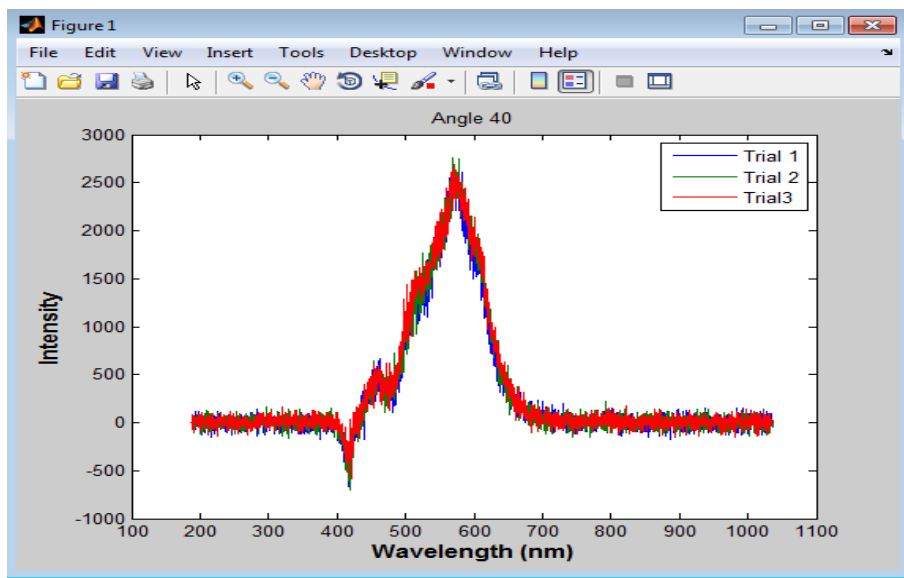 Figure 1
File Edit View Insert Tools Desktop Window Help
Angle 40
3000
2500
2000
1500
1000
500
0
-500
-1000
Intensity
Trial 1
Trial 2
Trial3
100 200 300 400 500 600 700 800 900 1000 1100
Wavelength (nm)